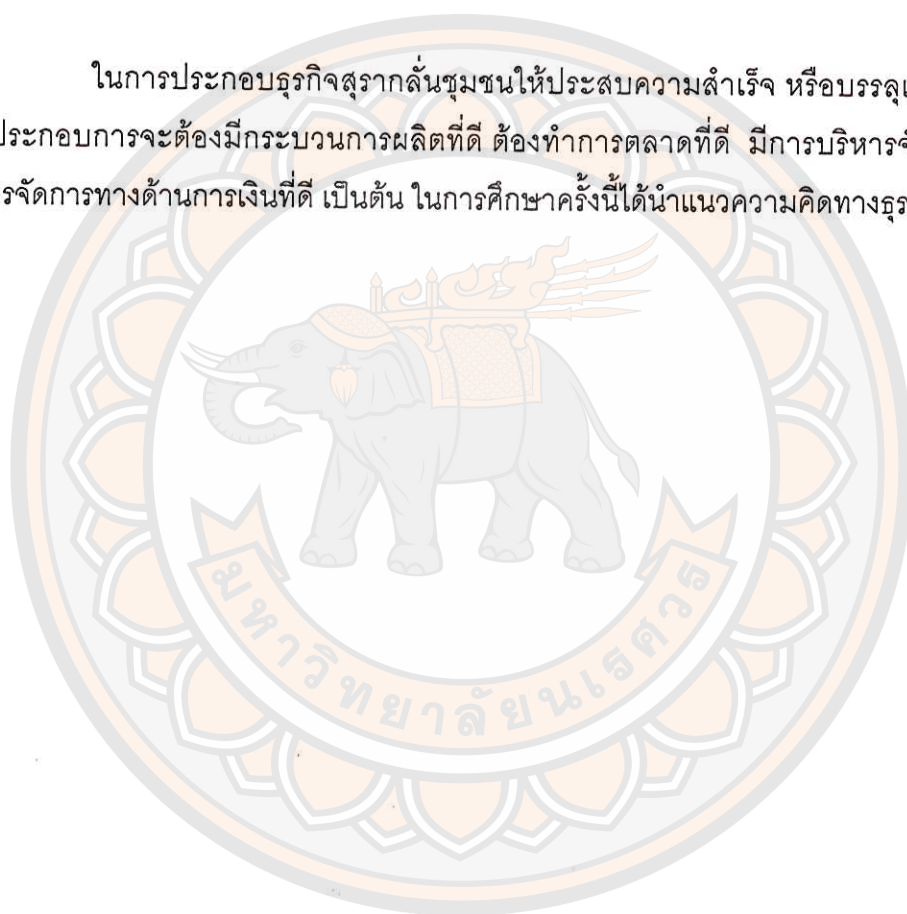 ในการประกอบธุรกิจสุรากลั่นชุมชนให้ประสบความสำเร็จ หรือบรรลุเ
ประกอบการจะต้องมีกระบวนการผลิตที่ดี ต้องทำการตลาดที่ดี มีการบริหารจั
รจัดการทางด้านการเงินที่ดี เป็นต้น ในการศึกษาครั้งนี้ได้นำแนวความคิดทางธุร
มหาวิทยาลัยนเรศวร